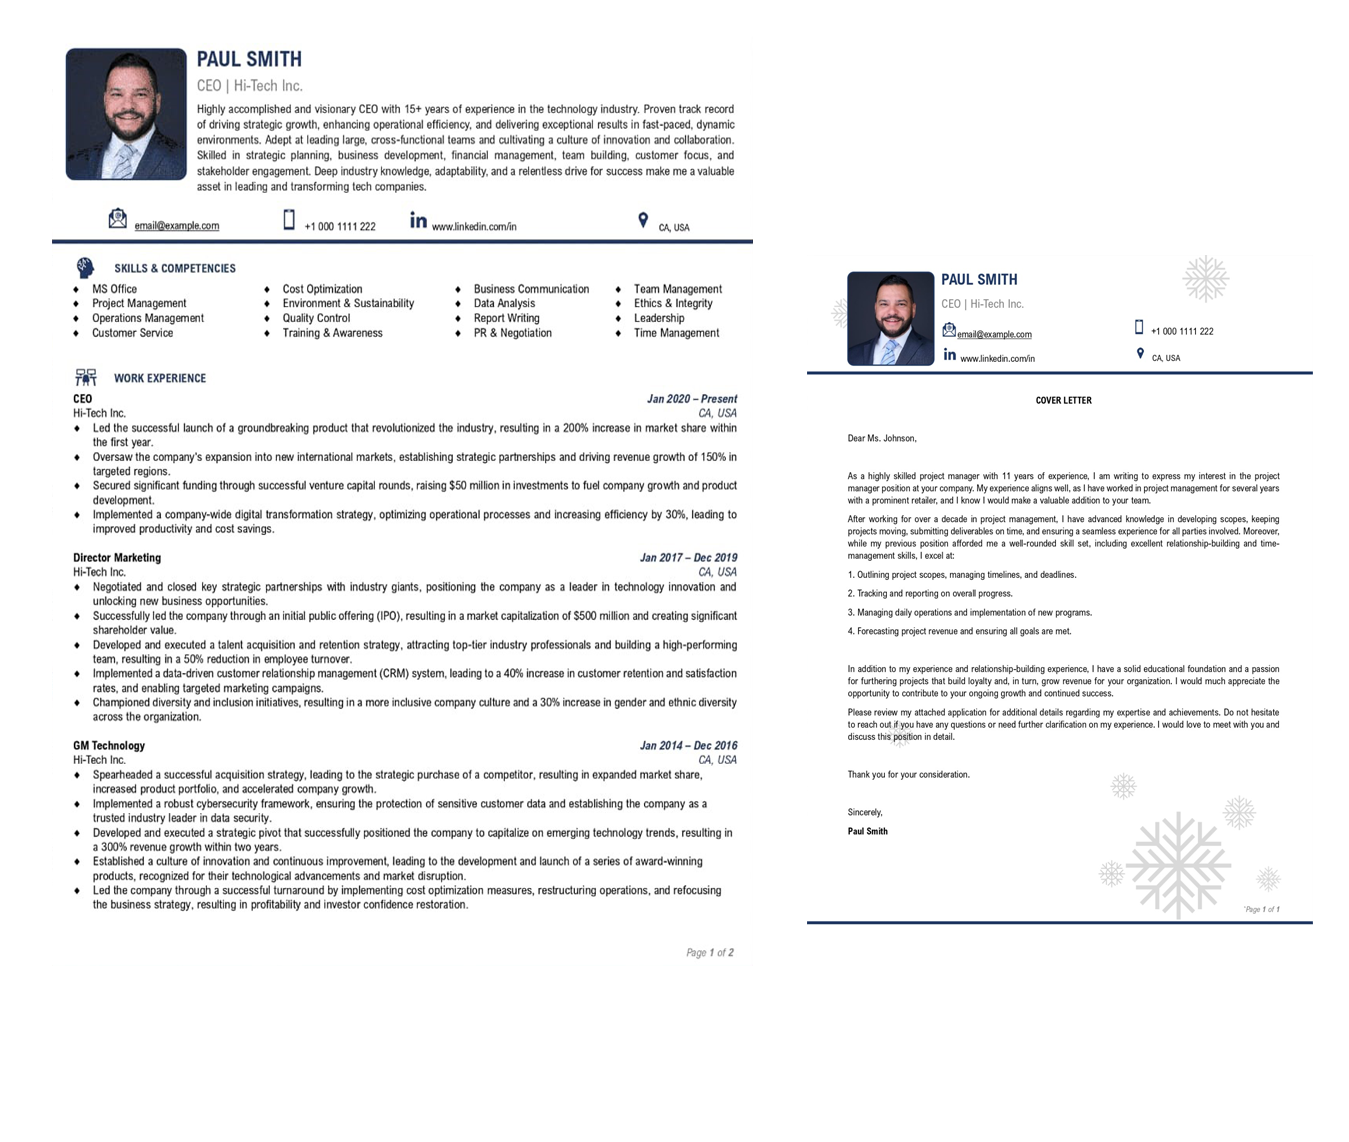 PAUL SMITH
CEO | Hi-Tech Inc.
Highly accomplished and visionary CEO with 15+ years of experience in the technology industry. Proven track record
of driving strategic growth, enhancing operational efficiency, and delivering exceptional results in fast-paced, dynamic
environments. Adept at leading large, cross-functional teams and cultivating a culture of innovation and collaboration.
Skilled in strategic planning, business development, financial management, team building, customer focus, and
stakeholder engagement. Deep industry knowledge, adaptability, and a relentless drive for success make me a valuable
asset in leading and transforming tech companies.
email@example.com +1 000 1111 222 in www.linkedin.com/in CA, USA
SKILLS & COMPETENCIES
♦ MS Office ♦ Cost Optimization ♦ Business Communication ♦ Team Management
♦ Project Management ♦ Environment & Sustainability ♦ Data Analysis ♦ Ethics & Integrity
♦ Operations Management ♦ Quality Control ♦ Report Writing ♦ Leadership
♦ Customer Service ♦ Training & Awareness ♦ PR & Negotiation ♦ Time Management
WORK EXPERIENCE
CEO Jan 2020 – Present
Hi-Tech Inc. CA, USA
♦ Led the successful launch of a groundbreaking product that revolutionized the industry, resulting in a 200% increase in market share within
the first year.
♦ Oversaw the company's expansion into new international markets, establishing strategic partnerships and driving revenue growth of 150% in
targeted regions.
♦ Secured significant funding through successful venture capital rounds, raising $50 million in investments to fuel company growth and product
development.
♦ Implemented a company-wide digital transformation strategy, optimizing operational processes and increasing efficiency by 30%, leading to
improved productivity and cost savings.
Director Marketing Jan 2017 – Dec 2019
Hi-Tech Inc. CA, USA
♦ Negotiated and closed key strategic partnerships with industry giants, positioning the company as a leader in technology innovation and
unlocking new business opportunities.
♦ Successfully led the company through an initial public offering (IPO), resulting in a market capitalization of $500 million and creating significant
shareholder value.
♦ Developed and executed a talent acquisition and retention strategy, attracting top-tier industry professionals and building a high-performing
team, resulting in a 50% reduction in employee turnover.
♦ Implemented a data-driven customer relationship management (CRM) system, leading to a 40% increase in customer retention and satisfaction
rates, and enabling targeted marketing campaigns.
♦ Championed diversity and inclusion initiatives, resulting in a more inclusive company culture and a 30% increase in gender and ethnic diversity
across the organization.
GM Technology Jan 2014 – Dec 2016
Hi-Tech Inc. CA, USA
♦ Spearheaded a successful acquisition strategy, leading to the strategic purchase of a competitor, resulting in expanded market share,
increased product portfolio, and accelerated company growth.
♦ Implemented a robust cybersecurity framework, ensuring the protection of sensitive customer data and establishing the company as a
trusted industry leader in data security.
♦ Developed and executed a strategic pivot that successfully positioned the company to capitalize on emerging technology trends, resulting in
a 300% revenue growth within two years.
♦ Established a culture of innovation and continuous improvement, leading to the development and launch of a series of award-winning
products, recognized for their technological advancements and market disruption.
♦ Led the company through a successful turnaround by implementing cost optimization measures, restructuring operations, and refocusing
the business strategy, resulting in profitability and investor confidence restoration.
Page 1 of 2
PAUL SMITH
CEO | Hi-Tech Inc.
email@example.com +1 000 1111 222
in www.linkedin.com/in CA, USA
COVER LETTER
Dear Ms. Johnson,
As a highly skilled project manager with 11 years of experience, I am writing to express my interest in the project
manager position at your company. My experience aligns well, as I have worked in project management for several years
with a prominent retailer, and I know I would make a valuable addition to your team.
After working for over a decade in project management, I have advanced knowledge in developing scopes, keeping
projects moving, submitting deliverables on time, and ensuring a seamless experience for all parties involved. Moreover,
while my previous position afforded me a well-rounded skill set, including excellent relationship-building and time-
management skills, I excel at:
1. Outlining project scopes, managing timelines, and deadlines.
2. Tracking and reporting on overall progress.
3. Managing daily operations and implementation of new programs.
4. Forecasting project revenue and ensuring all goals are met.
In addition to my experience and relationship-building experience, I have a solid educational foundation and a passion
for furthering projects that build loyalty and, in turn, grow revenue for your organization. I would much appreciate the
opportunity to contribute to your ongoing growth and continued success.
Please review my attached application for additional details regarding my expertise and achievements. Do not hesitate
to reach out if you have any questions or need further clarification on my experience. I would love to meet with you and
discuss this position in detail.
Thank you for your consideration.
Sincerely,
Paul Smith
Page 1 of 1